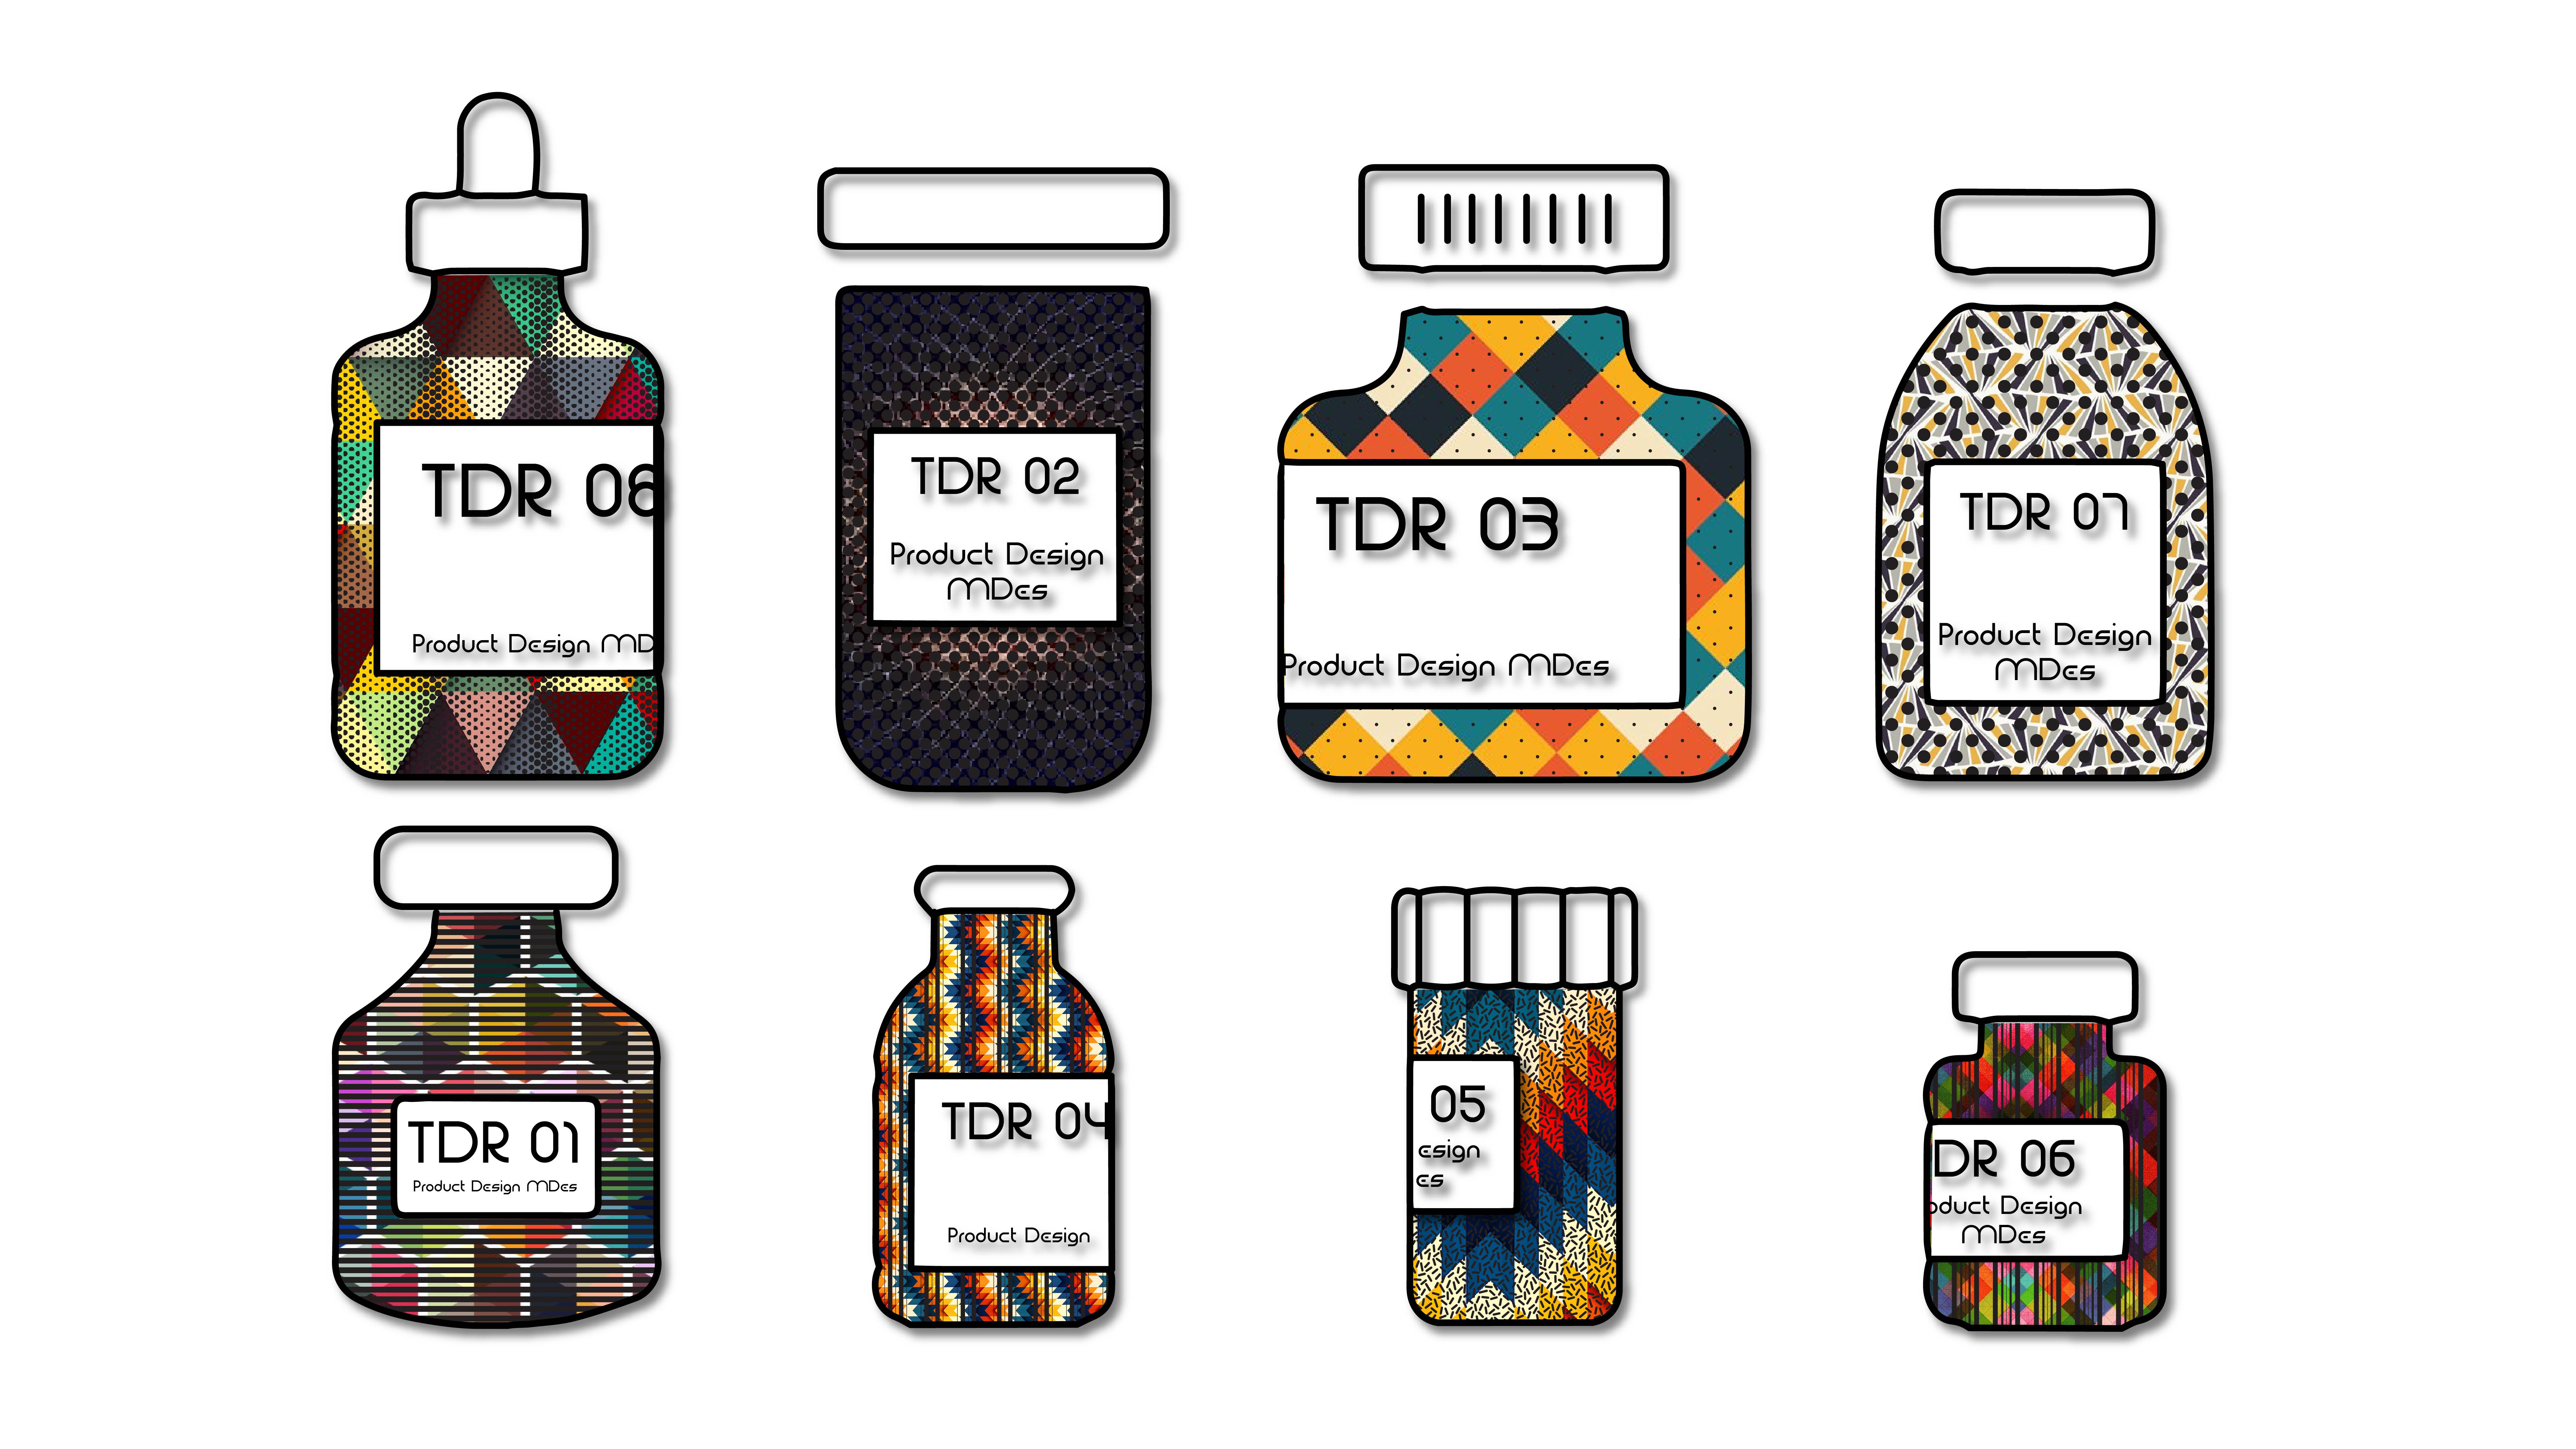 TDR 08
Product Design MD
TDR 02
Product Design
MDes
TDR 03
Product Design MDes
TDR 07
Product Design
MDes
TDR 01
Product Design MDes
TDR 04
Product Design
05
esign
es
DR 06
oduct Design
MDes